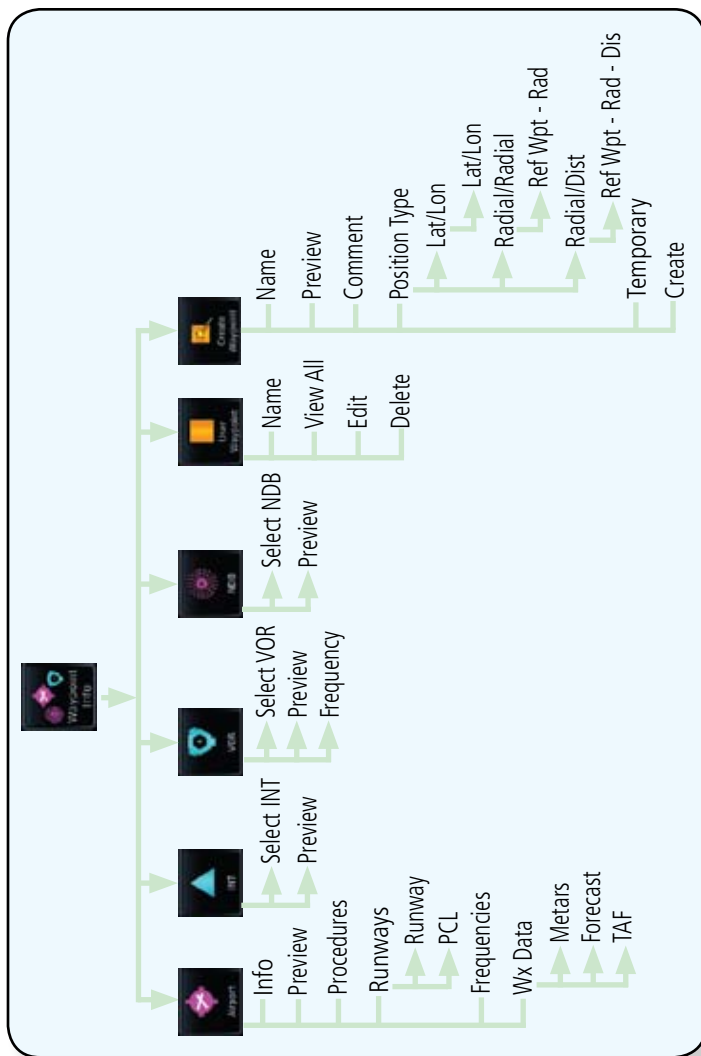 Waypoint
Info
Airport
Info
Preview
Procedures
Runways
Runway
PCL
Frequencies
Wx Data
Metars
Forecast
TAF
INT
Select INT
Preview
VOR
Select VOR
Preview
Frequency
NDB
Select NDB
Preview
User
Waypoint
Name
View All
Edit
Delete
Create
Waypoint
Name
Preview
Comment
Position Type
Lat/Lon
Lat/Lon
Radial/Radial
Ref Wpt - Rad
Radial/Dist
Ref Wpt - Rad - Dis
Temporary
Create